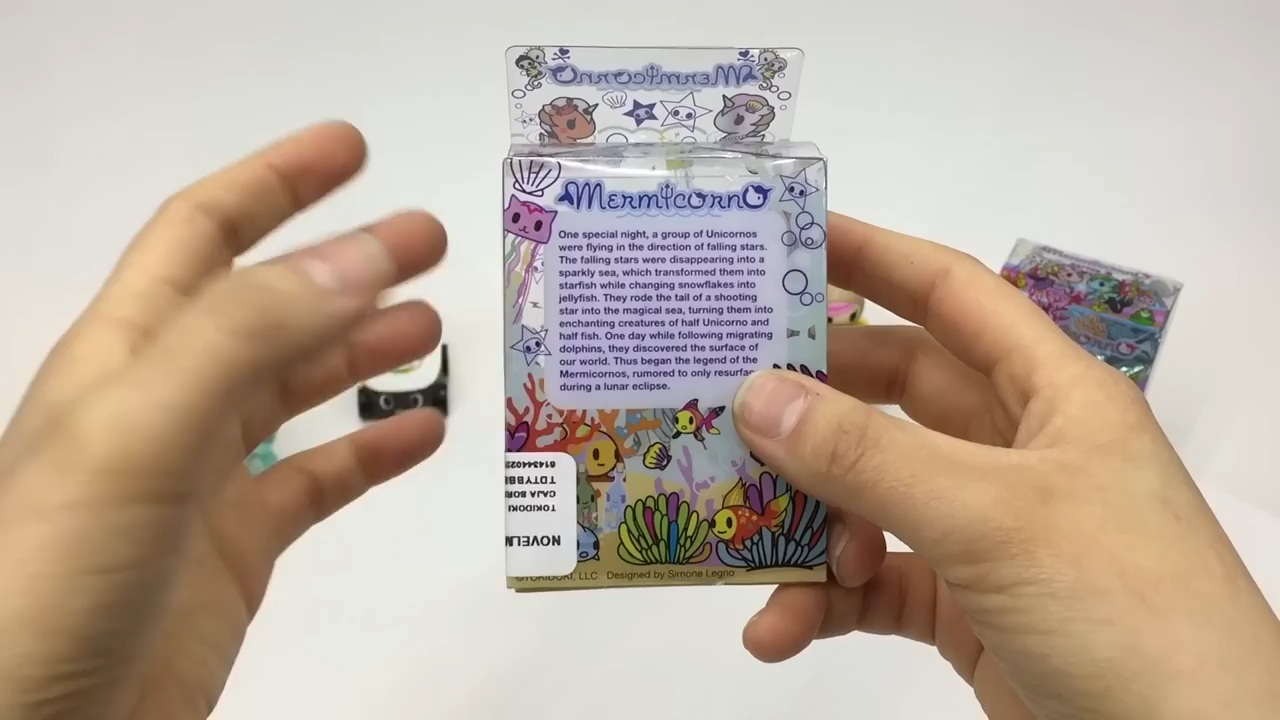 Mermicorno
Mermicorno
One special night, a group of Unicornos
were flying in the direction of falling stars.
The falling stars were disappearing into a
sparkly sea, which transformed them into
starfish while changing snowflakes into
jellyfish. They rode the tail of a shooting
star into the magical sea, turning them into
enchanting creatures of half Unicorno and
half fish. One day while following migrating
dolphins, they discovered the surface of
our world. Thus began the legend of the
Mermicornos, rumored to only
during a lunar eclipse.
TOKIDOKI
CAJA
©TOKIDOKI, LLC. Designed by Simone Legno